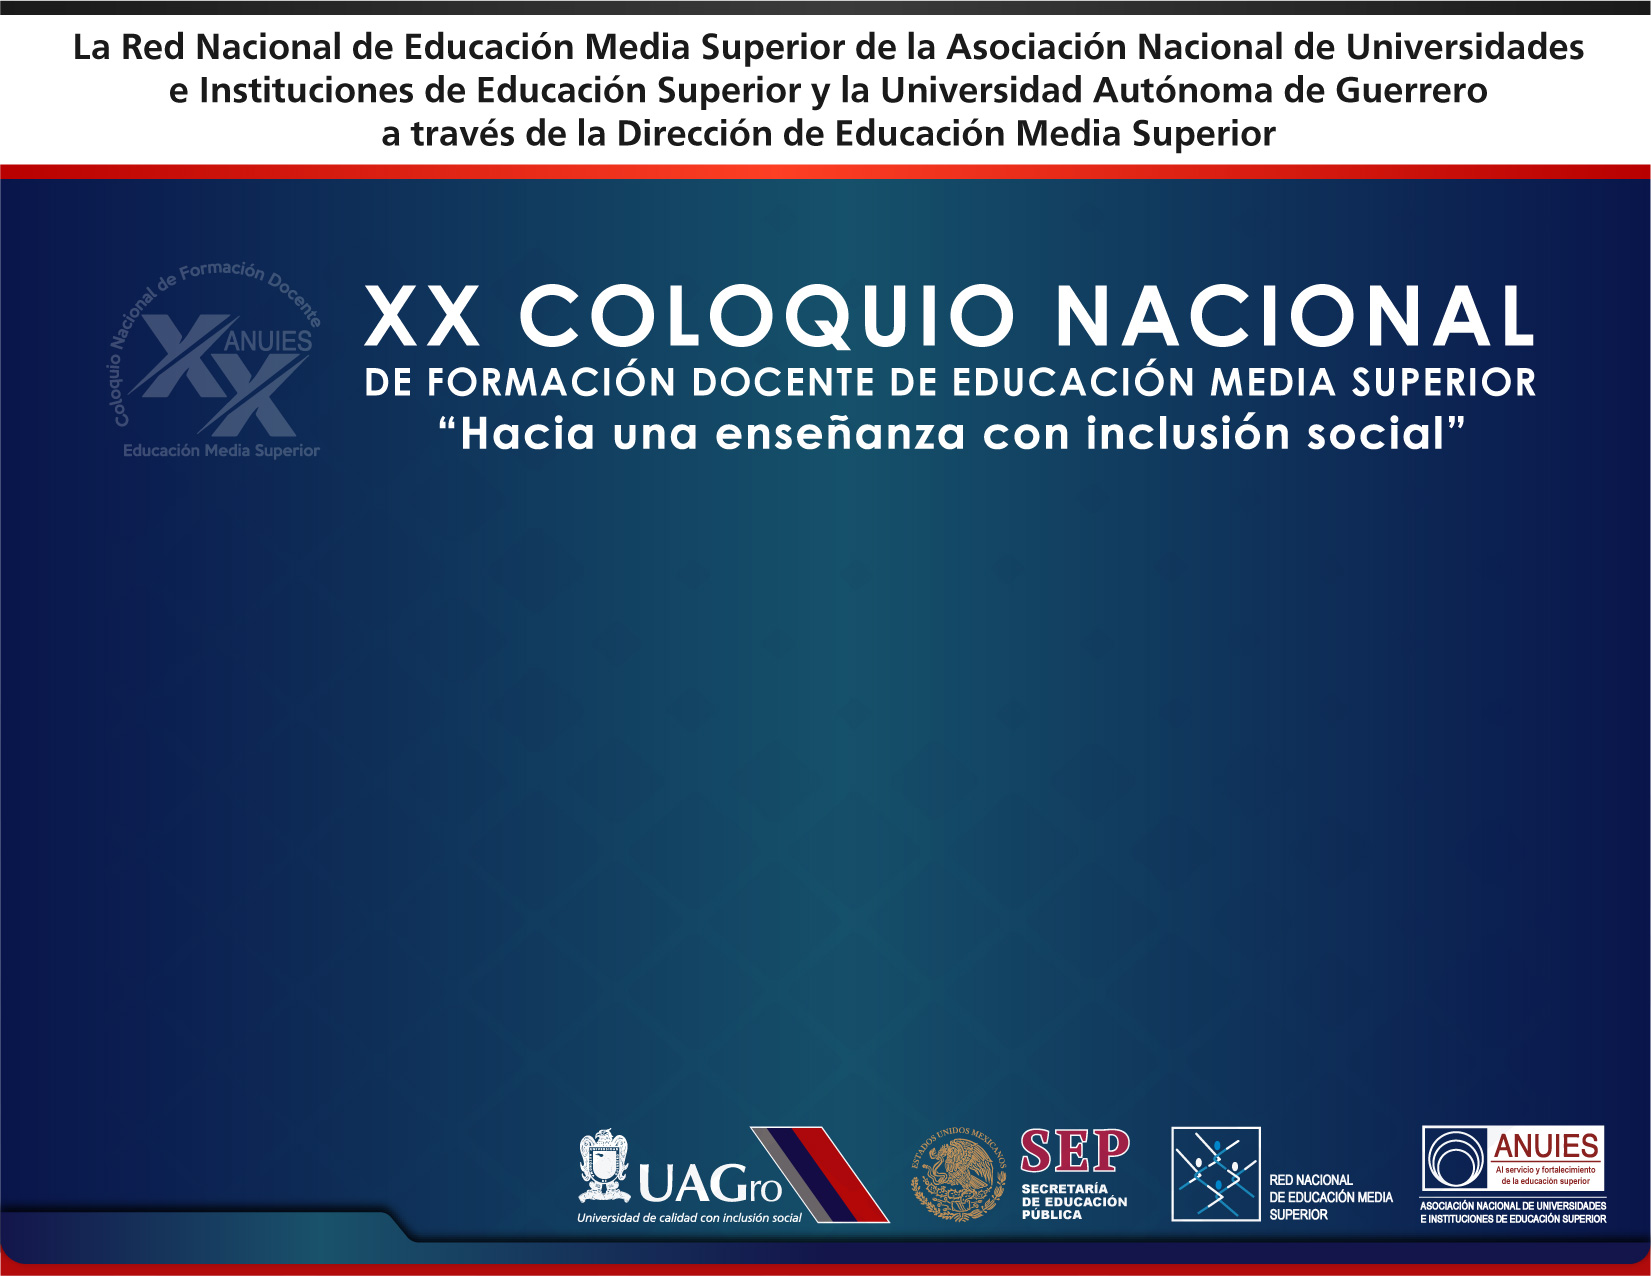 La Red Nacional de Educación Media Superior de la Asociación Nacional de Universidades
e Instituciones de Educación Superior y la Universidad Autónoma de Guerrero
a través de la Dirección de Educación Media Superior
Coloquio Nacional de Formación Docente
XX ANUIES
Educación Media Superior
XX COLOQUIO NACIONAL
DE FORMACIÓN DOCENTE DE EDUCACIÓN MEDIA SUPERIOR
“Hacia una enseñanza con inclusión social”
UAGro
Universidad de calidad con inclusión social
ESTADOS UNIDOS MEXICANOS
SEP
SECRETARÍA
DE EDUCACIÓN
PÚBLICA
RED NACIONAL
DE EDUCACIÓN MEDIA
SUPERIOR
ANUIES
Al servicio y fortalecimiento
de la educación superior
ASOCIACIÓN NACIONAL DE UNIVERSIDADES
E INSTITUCIONES DE EDUCACIÓN SUPERIOR